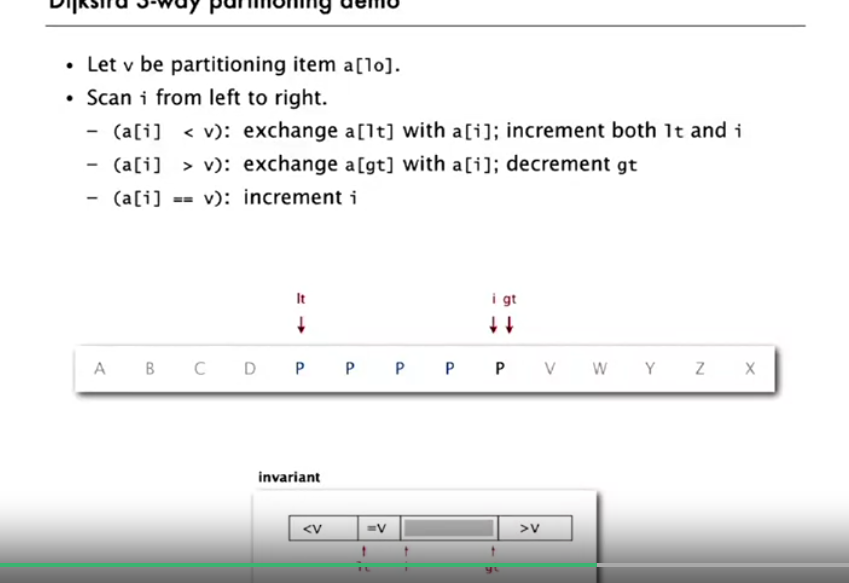 Dijkstra 3-way partitioning demo
• Let v be partitioning item a[lo].
• Scan i from left to right.
– (a[i] < v): exchange a[lt] with a[i]; increment both lt and i
– (a[i] > v): exchange a[gt] with a[i]; decrement gt
– (a[i] == v): increment i
lt i gt
A B C D P P P P P V W Y Z X
invariant
<V =V >V
lt i gt